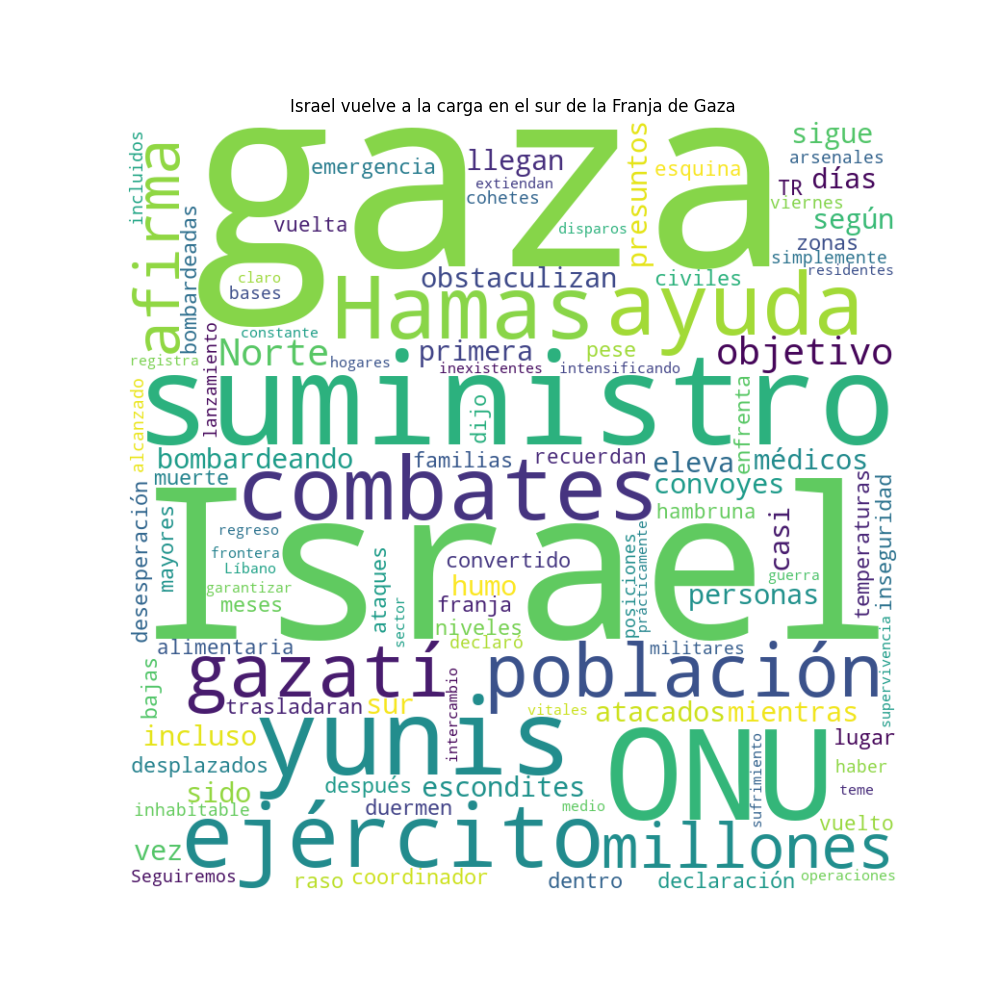 Israel vuelve a la carga en el sur de la Franja de Gaza
incluidos
afirma
bombardeadas
gaza
emergencia
llegan
extiendan
cohetes
vuelta
disparos
presuntos
esquina
sigue
arsenales
TR
días
viernes
según
zonas
simplemente
residentes
claro
bases
obstaculizan
civiles
constante
Hamas
ayuda
registra
lanzamiento
Norte
hogares
primera
inexistentes
pese
intensificando
objetivo
alcanzado
suministro
dijo
enfrenta
bombardeando
familias
recuerdan
eleva
médicos
muerte
combates
convoyes
desesperación
mayores
hambruna
casi
temperaturas
inseguridad
regreso
frontera
Líbano
garantizar
meses
Israel
ataques
sector
convertido
humo
franja
niveles
declaró
posiciones
prácticamente
guerra
personas
supervivencia
alimentaria
militares
bajas
gazatí
población
trasladaran
sur
intercambio
vitales
atacados
mientras
incluso
yunis
ONU
lugar
desplazados
sufrimiento
haber
sido
después
escondites
teme
inhabitable
duermen
medio
vuelto
ejército
millones
vez
Seguiremos
raso
coordinador
dentro
declaración
operaciones